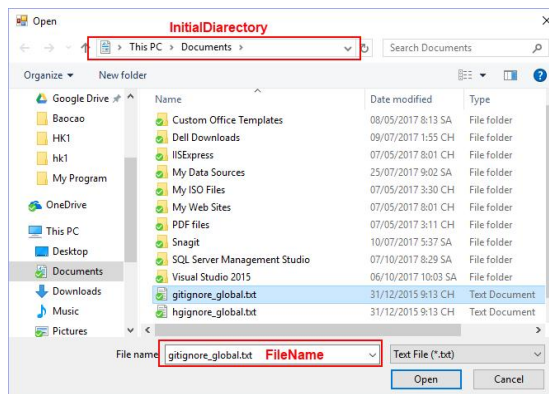 Open
InitialDiarectory
This PC > Documents >
Search Documents
Organize
New folder
Google Drive
Baocao
HK1
hk1
My Program
OneDrive
This PC
Desktop
Documents
Downloads
Music
Pictures
Name Date modified Type
Custom Office Templates 08/05/2017 8:13 SA File folder
Dell Downloads 09/07/2017 1:55 CH File folder
IISExpress 07/05/2017 8:01 CH File folder
My Data Sources 25/07/2017 9:02 SA File folder
My ISO Files 07/05/2017 3:30 CH File folder
My Web Sites 07/05/2017 8:01 CH File folder
PDF files 07/05/2017 3:11 CH File folder
Snagit 10/07/2017 5:37 SA File folder
SQL Server Management Studio 07/10/2017 8:29 SA File folder
Visual Studio 2015 06/10/2017 10:03 SA File folder
gitignore_global.txt 31/12/2015 9:13 CH Text Document
hgignore_global.txt 31/12/2015 9:13 CH Text Document
File name: gitignore_global.txt FileName
Text File (*.txt)
Open Cancel